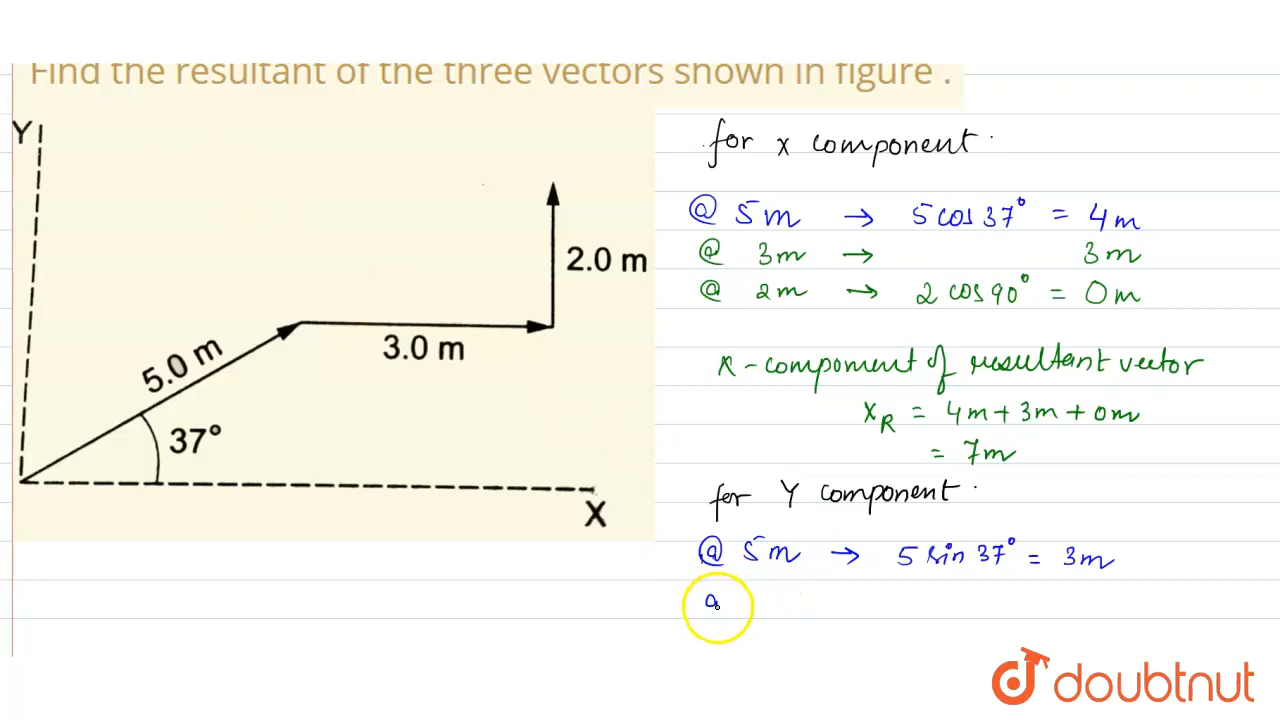 Find the resultant of the three vectors shown in figure .
Y
2.0 m
3.0 m
5.0 m
37°
X
for x component.
@ 5m → 5 cos 37° = 4m
@ 3m → 3m
@ 2m → 2 cos 90° = 0m
x - component of resultant vector
xR = 4m + 3m + 0m
= 7m
for Y component.
@ 5m → 5 sin 37° = 3m
doubtnut